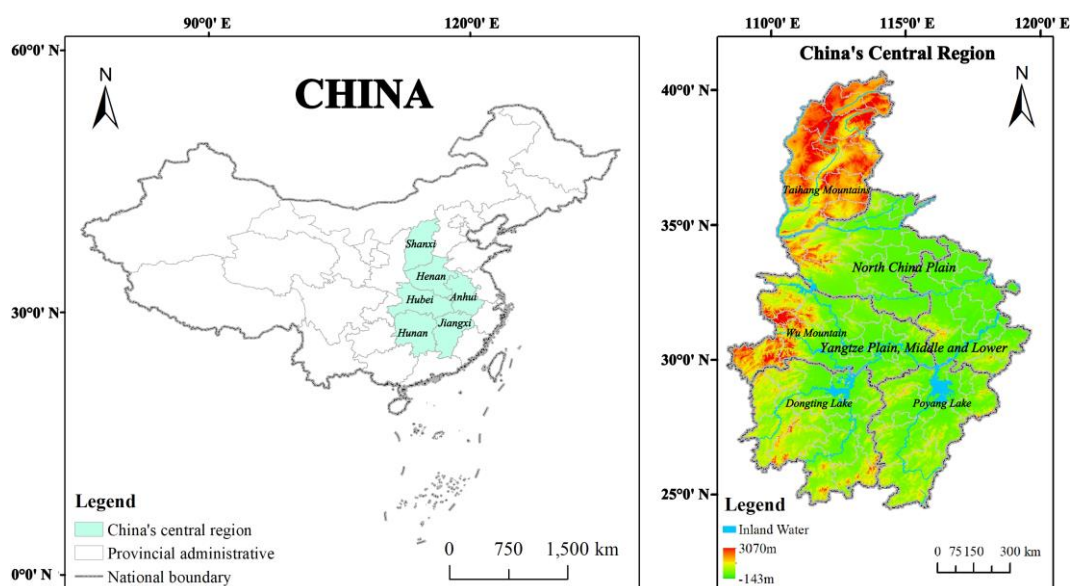 90°0' E
120°0' E
60°0' N
30°0' N
0°0' N
N
CHINA
Shanxi
Henan
Hubei
Anhui
Hunan
Jiangxi
Legend
China's central region
Provincial administrative
National boundary
0 750 1,500 km
110°0' E
115°0' E
120°0' E
China's Central Region
N
40°0' N
35°0' N
30°0' N
25°0' N
Taihang Mountains
North China Plain
Wu Mountain
Yangtze Plain, Middle and Lower
Dongting Lake
Poyang Lake
Legend
Inland Water
3070m
-143m
0 75 150 300 km